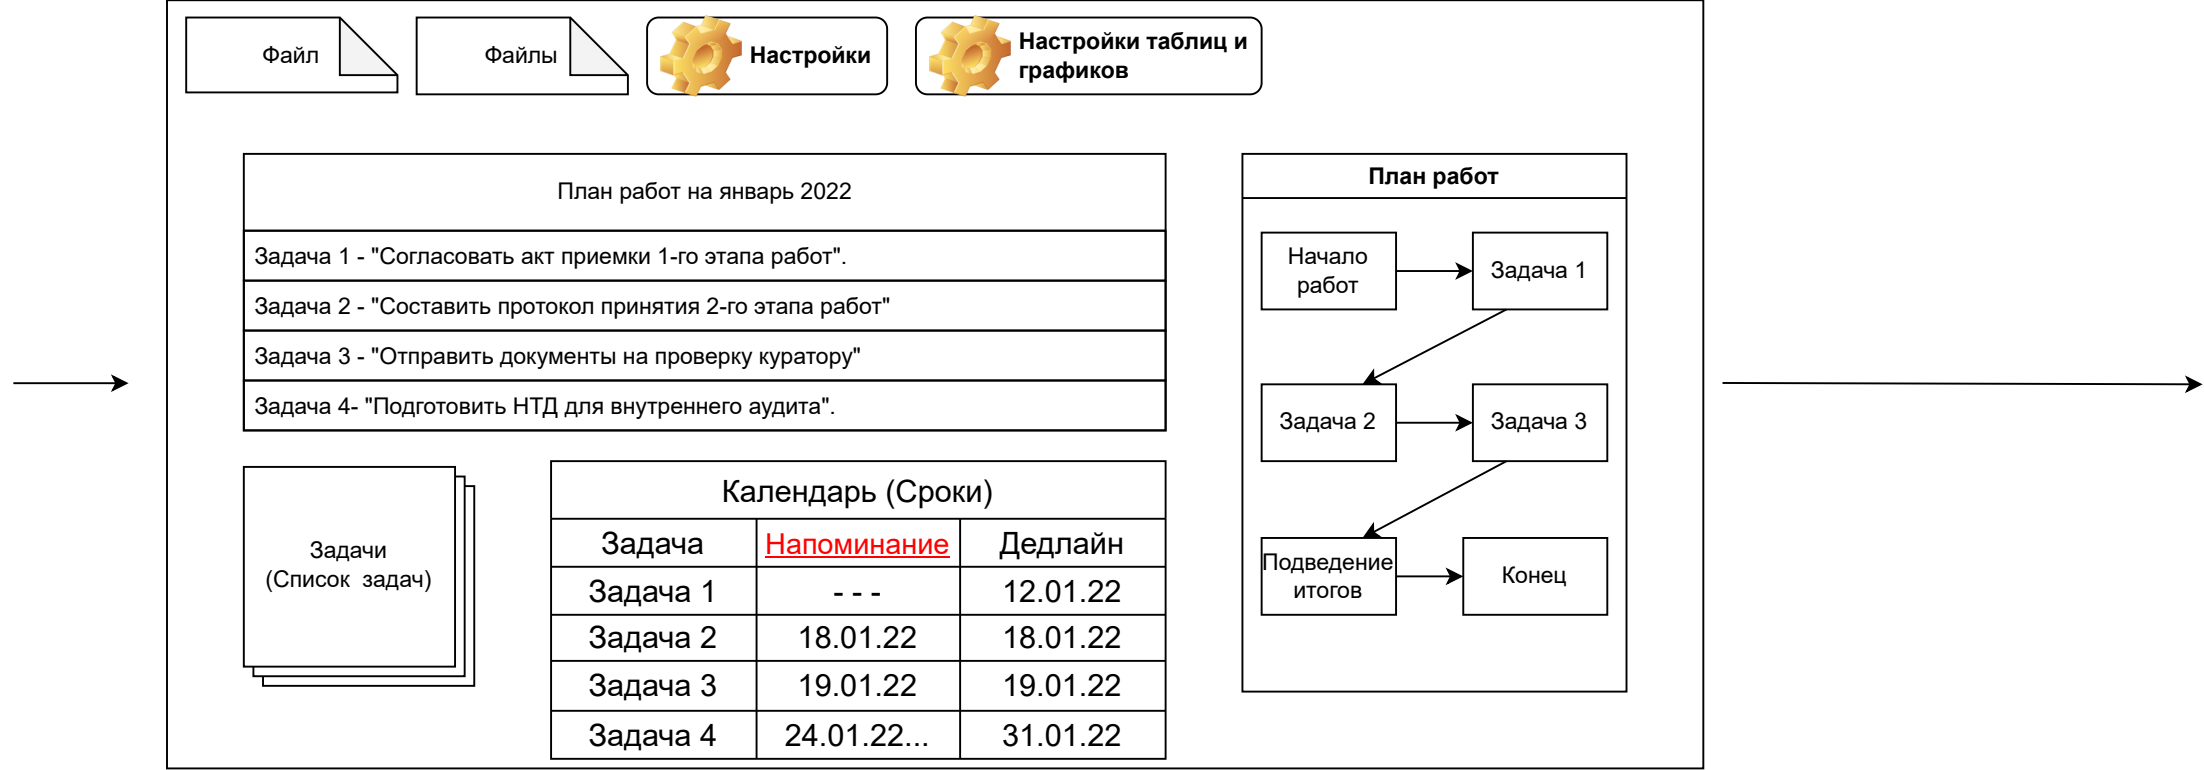 Файл
Файлы
Настройки
Настройки таблиц и
графиков
План работ на январь 2022
Задача 1 - "Согласовать акт приемки 1-го этапа работ".
Задача 2 - "Составить протокол принятия 2-го этапа работ"
Задача 3 - "Отправить документы на проверку куратору"
Задача 4- "Подготовить НТД для внутреннего аудита".
Задачи
(Список задач)
Календарь (Сроки)
Задача Напоминание Дедлайн
Задача 1 - - - 12.01.22
Задача 2 18.01.22 18.01.22
Задача 3 19.01.22 19.01.22
Задача 4 24.01.22... 31.01.22
План работ
Начало
работ
Задача 1
Задача 2
Задача 3
Подведение
итогов
Конец